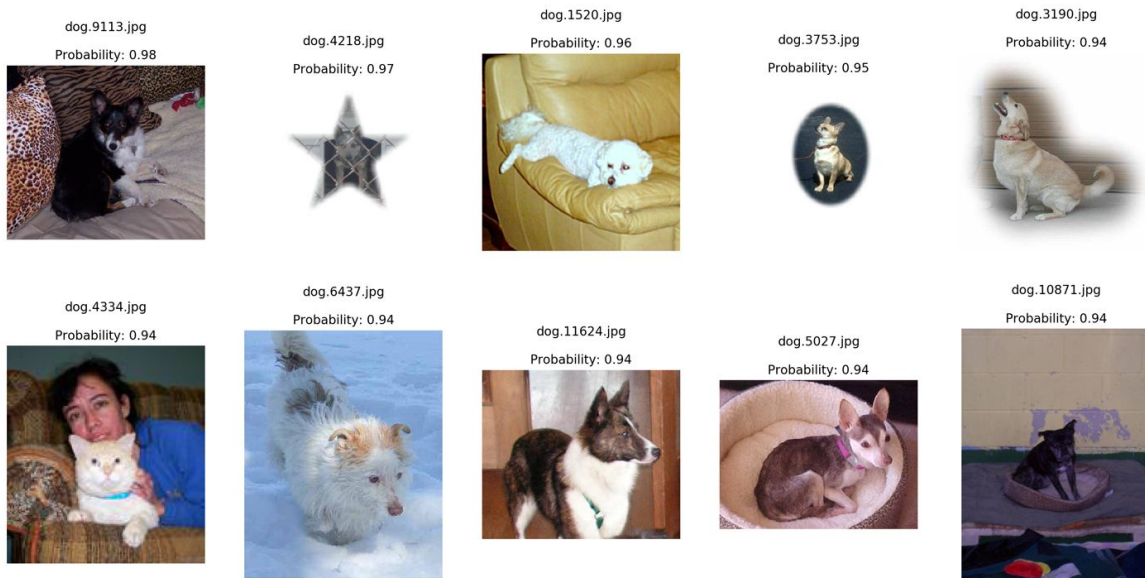 dog.9113.jpg
Probability: 0.98
dog.4218.jpg
Probability: 0.97
dog.1520.jpg
Probability: 0.96
dog.3753.jpg
Probability: 0.95
dog.3190.jpg
Probability: 0.94
dog.4334.jpg
Probability: 0.94
dog.6437.jpg
Probability: 0.94
dog.11624.jpg
Probability: 0.94
dog.5027.jpg
Probability: 0.94
dog.10871.jpg
Probability: 0.94